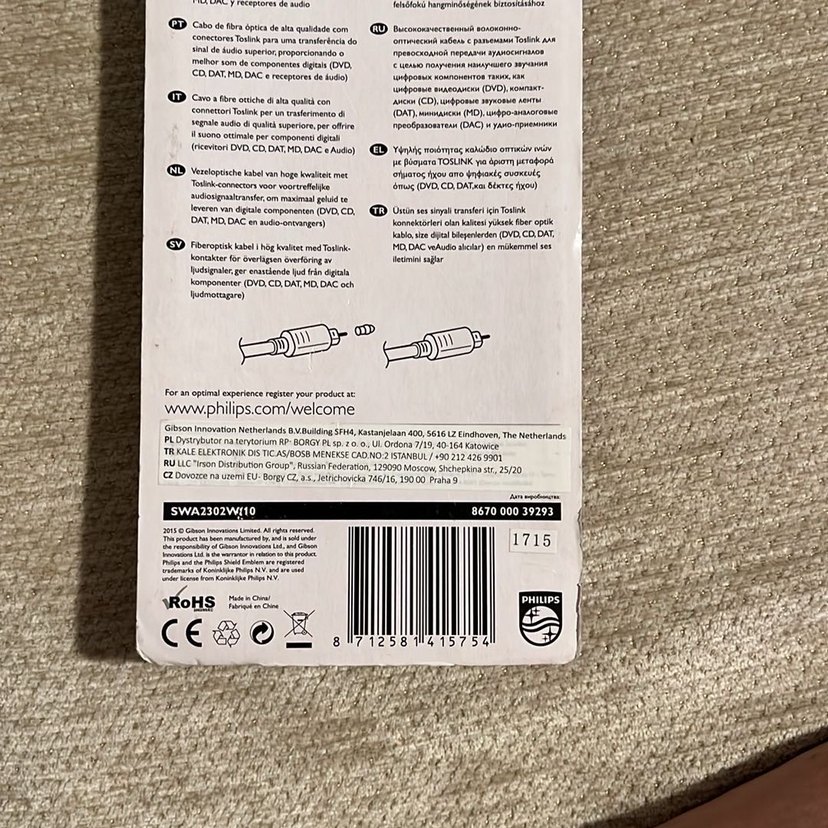 MD, DAC y receptores de audio
PT Cabo de fibra óptica de alta qualidade com
conectores Toslink para uma transferência do
sinal de áudio superior, proporcionando o
melhor som de componentes digitais (DVD,
CD, DAT, MD, DAC e receptores de áudio)
IT Cavo a fibre ottiche di alta qualità con
connettori Toslink per un trasferimento di
segnale audio di qualità superiore, per offrire
il suono ottimale per componenti digitali
(ricevitori DVD, CD, DAT, MD, DAC e Audio)
NL Vezeloptische kabel van hoge kwaliteit met
Toslink-connectors voor voortreffelijke
audiosignaaltransfer, om maximaal geluid te
leveren van digitale componenten (DVD, CD,
DAT, MD, DAC en audio-ontvangers)
SV Fiberoptisk kabel i hög kvalitet med Toslink-
kontakter för överlägsen överföring av
ljudsignaler, ger enastående ljud från digitala
komponenter (DVD, CD, DAT, MD, DAC och
ljudmottagare)
felsőfokú hangminőségének biztosításához
RU Высококачественный волоконно-
оптический кабель с разъемами Toslink для
превосходной передачи аудиосигналов
с целью получения наилучшего звучания
цифровых компонентов таких, как
цифровые видеодиски (DVD), компакт-
диски (CD), цифровые звуковые ленты
(DAT), минидиски (MD), цифро-аналоговые
преобразователи (DAC) и удио-приемники
EL Υψηλής ποιότητας καλώδιο οπτικών ινών
με βύσματα TOSLINK για άριστη μεταφορά
σήματος ήχου απο ψηφιακές συσκευές
όπως (DVD, CD, DAT,και δέκτες ήχου)
TR Üstün ses sinyali transferi için Toslink
konnektörleri olan kalitesi yüksek fiber optik
kablo, size dijital bileşenlerden (DVD, CD, DAT,
MD, DAC veAudio alıcılar) en mükemmel ses
iletimini sağlar
For an optimal experience register your product at:
www.philips.com/welcome
Gibson Innovation Netherlands B.V.Building SFH4, Kastanjelaan 400, 5616 LZ Eindhoven, The Netherlands
PL Dystrybutor na terytorium RP- BORGY PL sp. z o. o., Ul. Ordona 7/19, 40-164 Katowice
TR KALE ELEKTRONIK DIS TIC.AS/BOSB MENEKSE CAD.NO:2 ISTANBUL / +90 212 426 9901
RU LLC "Irson Distribution Group", Russian Federation, 129090 Moscow, Shchepkina str., 25/20
CZ Dovozce na uzemi EU- Borgy CZ, a.s., Jetrichovicka 746/16, 190 00 Praha 9
Дата виробництва:
SWA2302W/10 8670 000 39293
2015 © Gibson Innovations Limited. All rights reserved.
This product has been manufactured by, and is sold under
the responsibility of Gibson Innovations Ltd., and Gibson
Innovations Ltd. is the warrantor in relation to this product.
Philips and the Philips Shield Emblem are registered
trademarks of Koninklijke Philips N.V. and are used
under license from Koninklijke Philips N.V.
1715
RoHS
Made in China/
Fabriqué en Chine
CE
8 712581 415754
PHILIPS